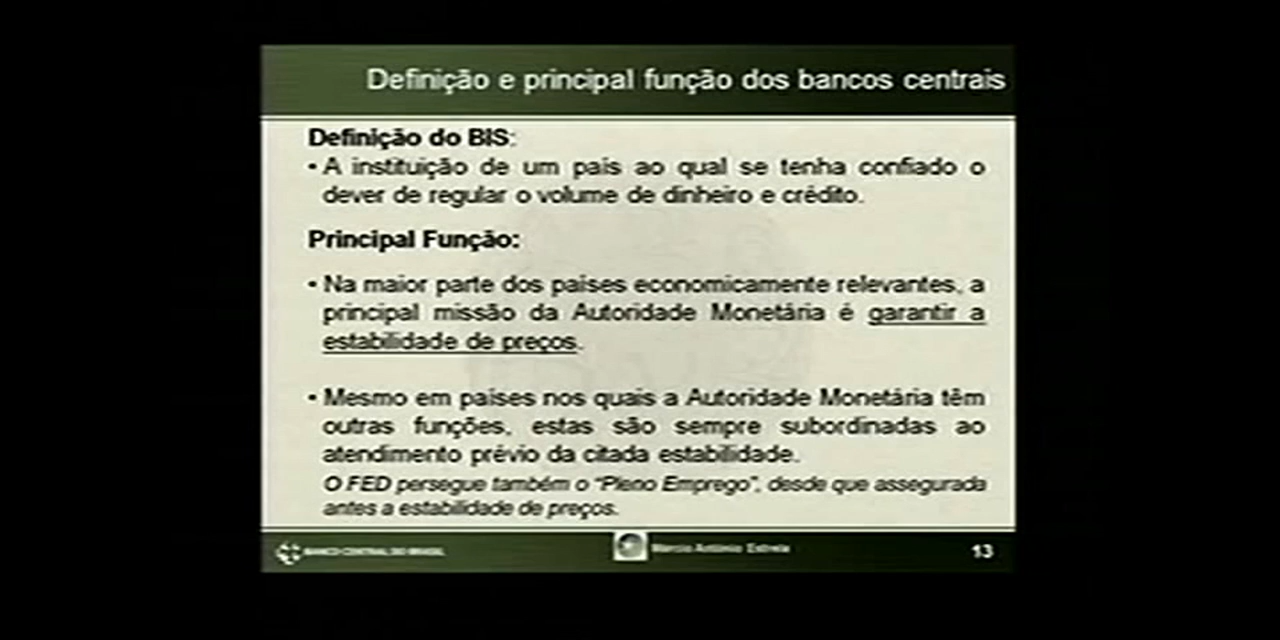 Definição e principal função dos bancos centrais
Definição do BIS:
• A instituição de um país ao qual se tenha confiado o
dever de regular o volume de dinheiro e crédito.
Principal Função:
• Na maior parte dos países economicamente relevantes, a
principal missão da Autoridade Monetária é garantir a
estabilidade de preços.
• Mesmo em países nos quais a Autoridade Monetária têm
outras funções, estas são sempre subordinadas ao
atendimento prévio da citada estabilidade.
O FED persegue também o "Pleno Emprego", desde que assegurada
antes a estabilidade de preços.
BANCO CENTRAL DO BRASIL
Marcio Antônio Estrela
13